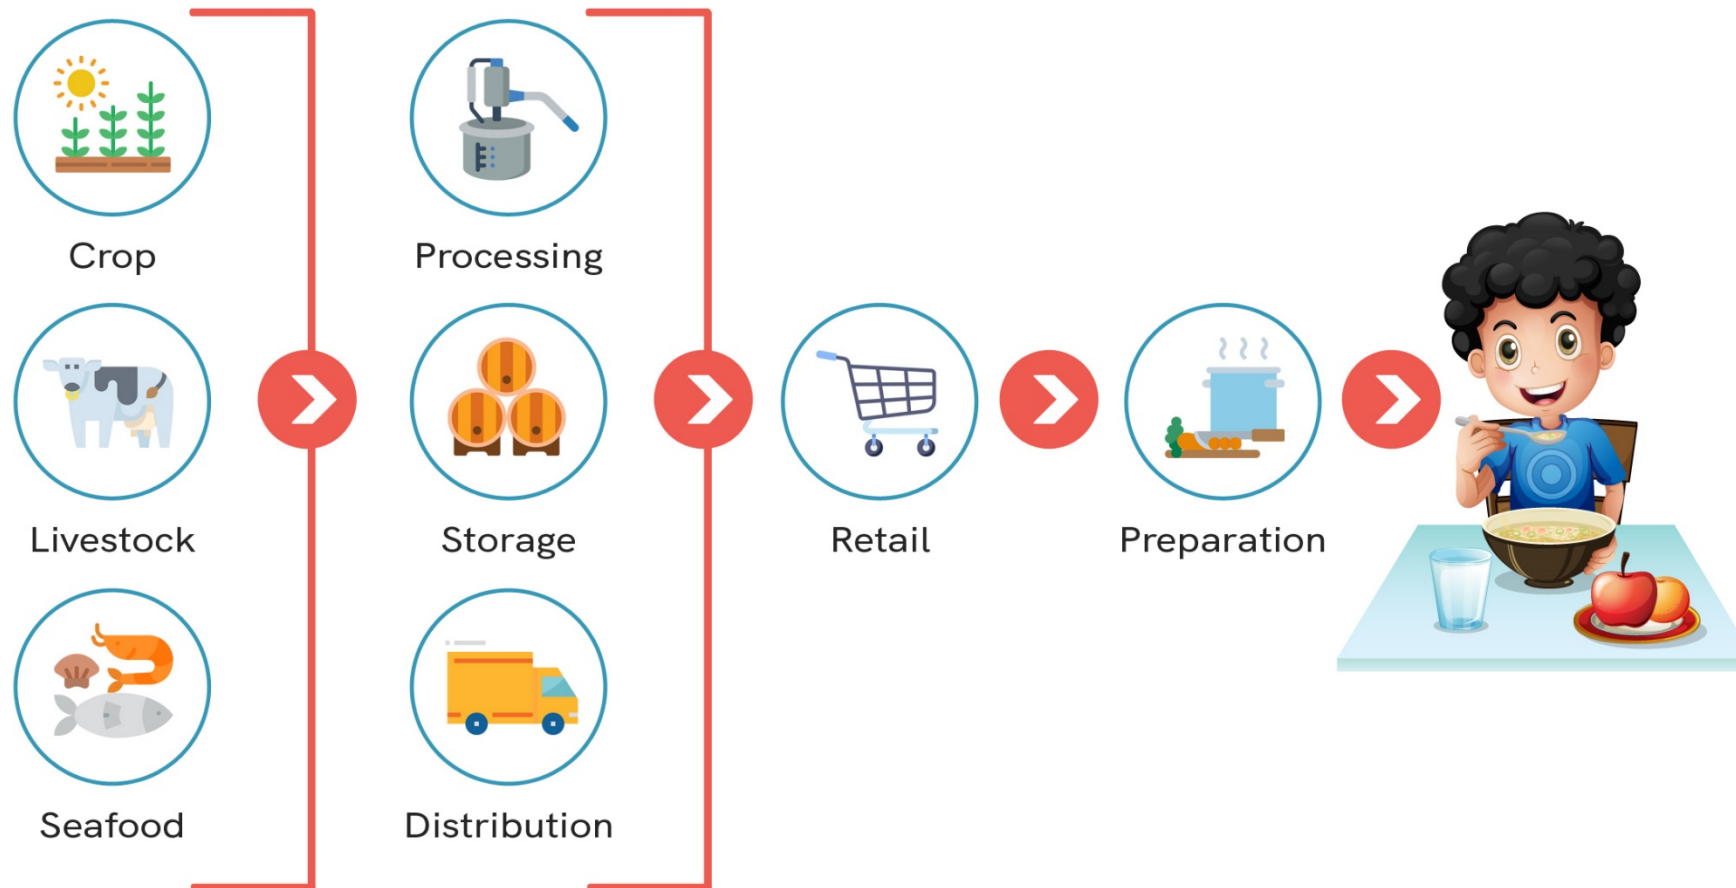 Crop
Livestock
Seafood
Processing
Storage
Distribution
Retail
Preparation